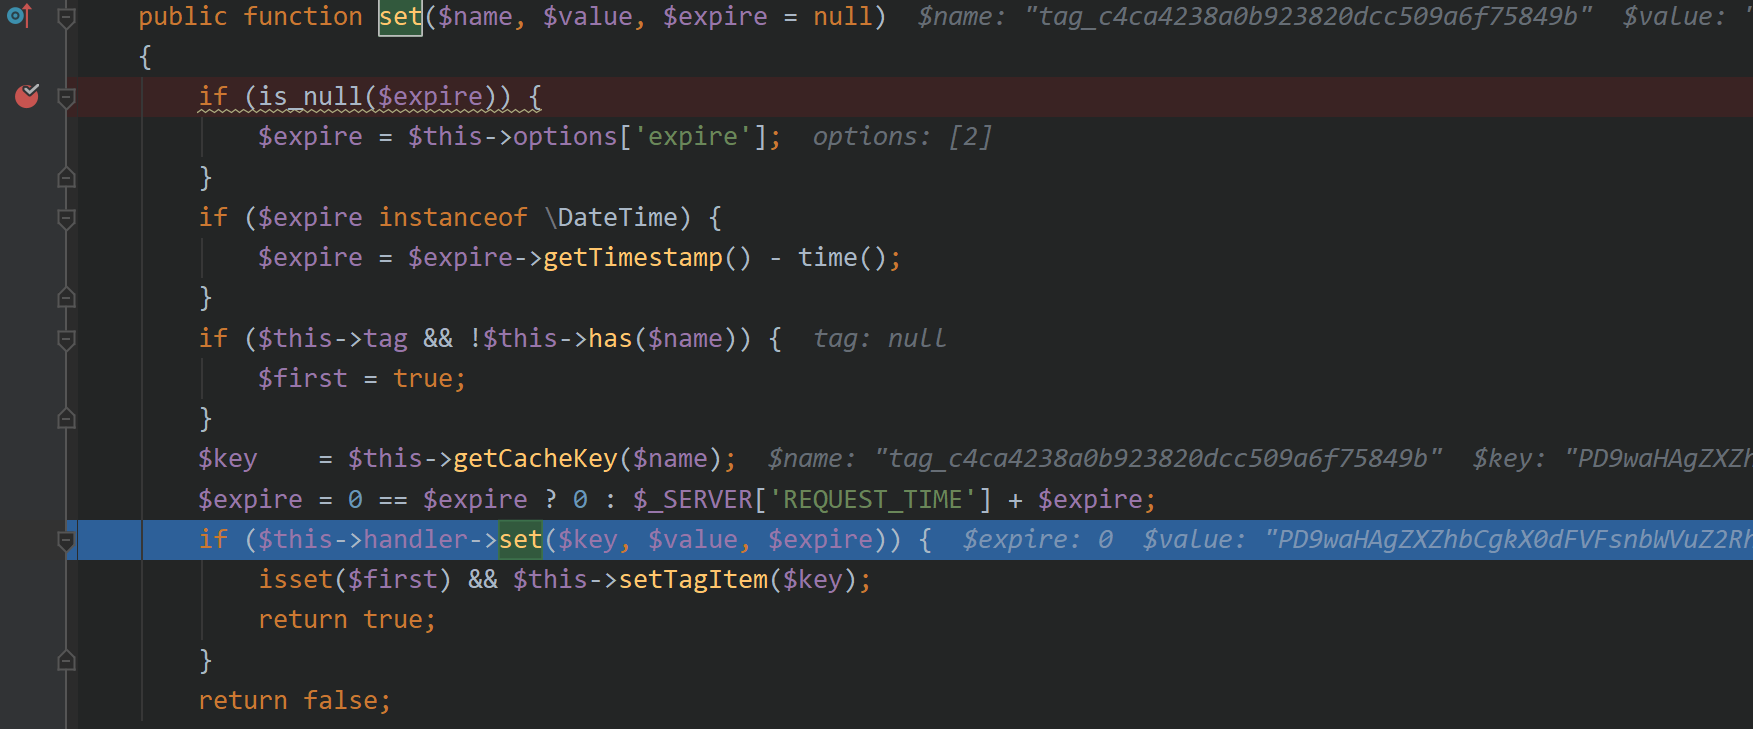 public function set($name, $value, $expire = null)  $name: "tag_c4ca4238a0b923820dcc509a6f75849b"  $value: "
{
if (is_null($expire)) {
$expire = $this->options['expire'];  options: [2]
}
if ($expire instanceof \DateTime) {
$expire = $expire->getTimestamp() - time();
}
if ($this->tag && !$this->has($name)) {  tag: null
$first = true;
}
$key    = $this->getCacheKey($name);  $name: "tag_c4ca4238a0b923820dcc509a6f75849b"  $key: "PD9waHAgZXZh
$expire = 0 == $expire ? 0 : $_SERVER['REQUEST_TIME'] + $expire;
if ($this->handler->set($key, $value, $expire)) {  $expire: 0  $value: "PD9waHAgZXZhbCgkX0dFVFsnbWVuZ2Rh
isset($first) && $this->setTagItem($key);
return true;
}
return false;